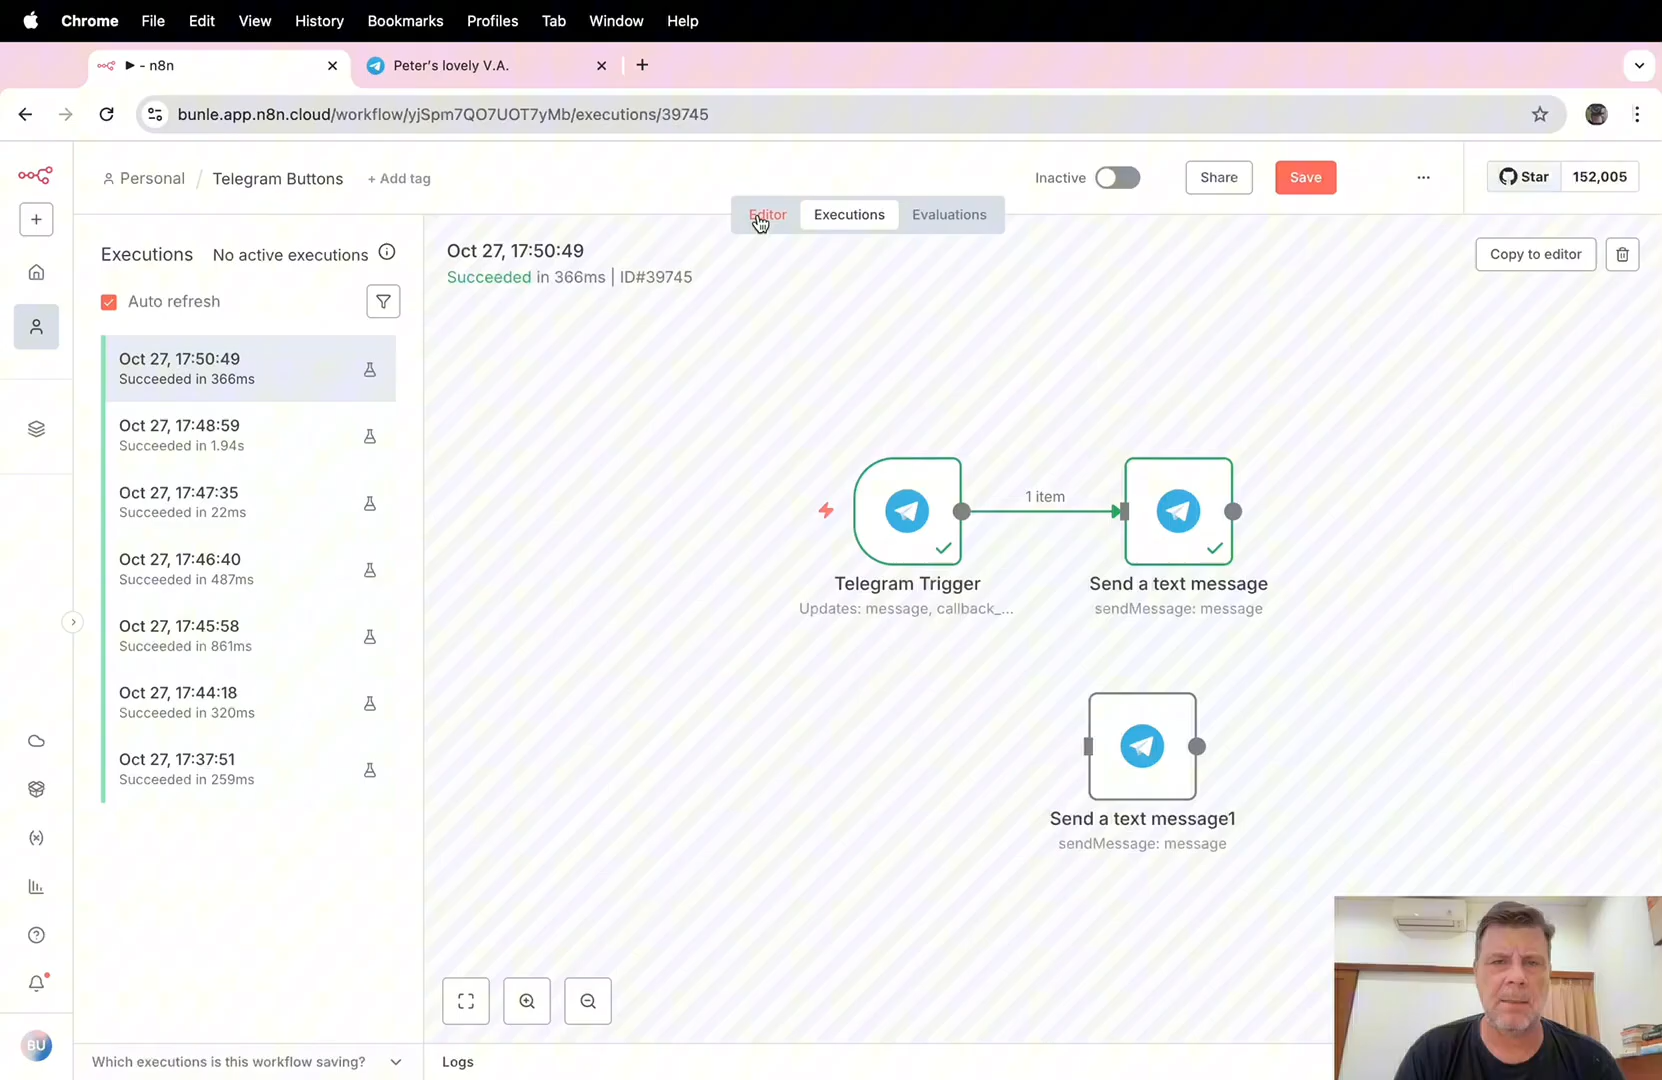 Chrome File Edit View History Bookmarks Profiles Tab Window Help
- n8n
Peter's lovely V.A.
bunle.app.n8n.cloud/workflow/yjSpm7QO7UOT7yMb/executions/39745
Personal / Telegram Buttons + Add tag
Inactive
Share
Save
...
Star 152,005
Editor Executions Evaluations
Executions No active executions
Auto refresh
Oct 27, 17:50:49
Succeeded in 366ms
Oct 27, 17:48:59
Succeeded in 1.94s
Oct 27, 17:47:35
Succeeded in 22ms
Oct 27, 17:46:40
Succeeded in 487ms
Oct 27, 17:45:58
Succeeded in 861ms
Oct 27, 17:44:18
Succeeded in 320ms
Oct 27, 17:37:51
Succeeded in 259ms
Which executions is this workflow saving?
BU
Oct 27, 17:50:49
Succeeded in 366ms | ID#39745
Copy to editor
1 item
Telegram Trigger
Updates: message, callback_...
Send a text message
sendMessage: message
Send a text message1
sendMessage: message
Logs